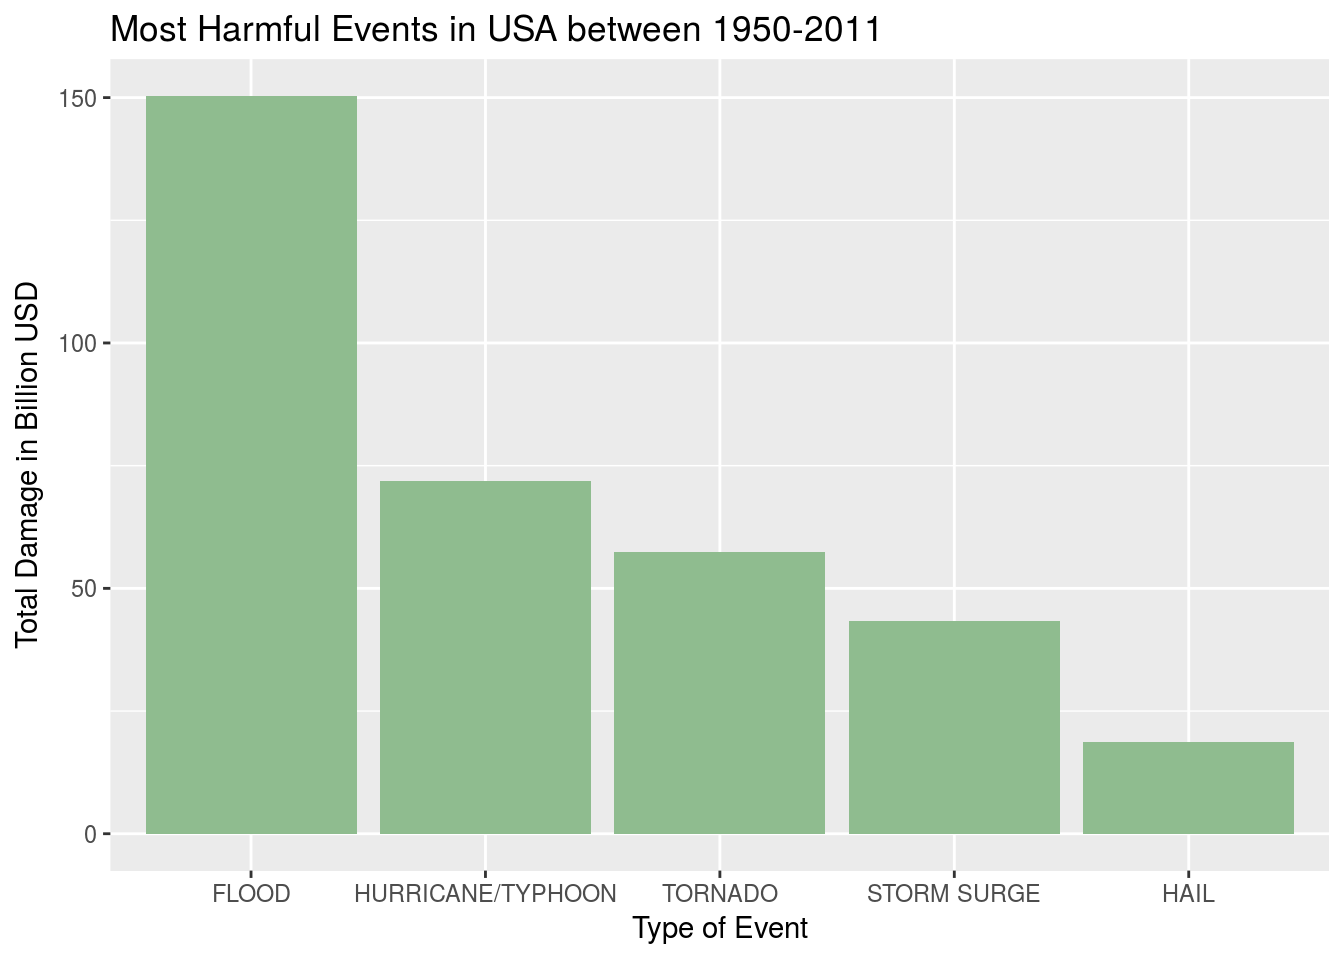 Most Harmful Events in USA between 1950-2011
Total Damage in Billion USD
150
100
50
0
FLOOD
HURRICANE/TYPHOON
TORNADO
STORM SURGE
HAIL
Type of Event